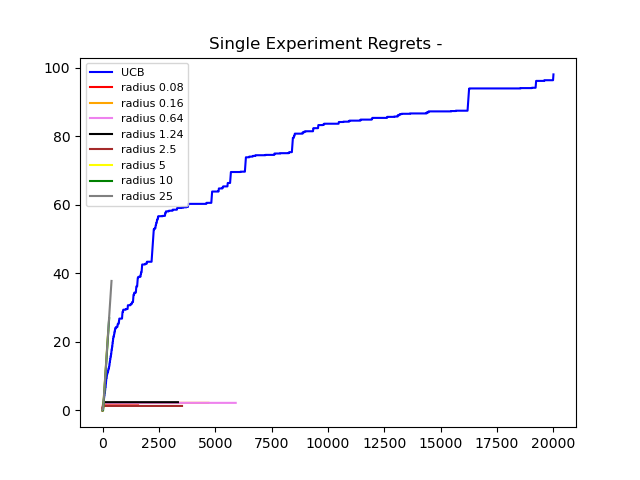 Single Experiment Regrets -
100
80
60
40
20
0
UCB
radius 0.08
radius 0.16
radius 0.64
radius 1.24
radius 2.5
radius 5
radius 10
radius 25
0 2500 5000 7500 10000 12500 15000 17500 20000